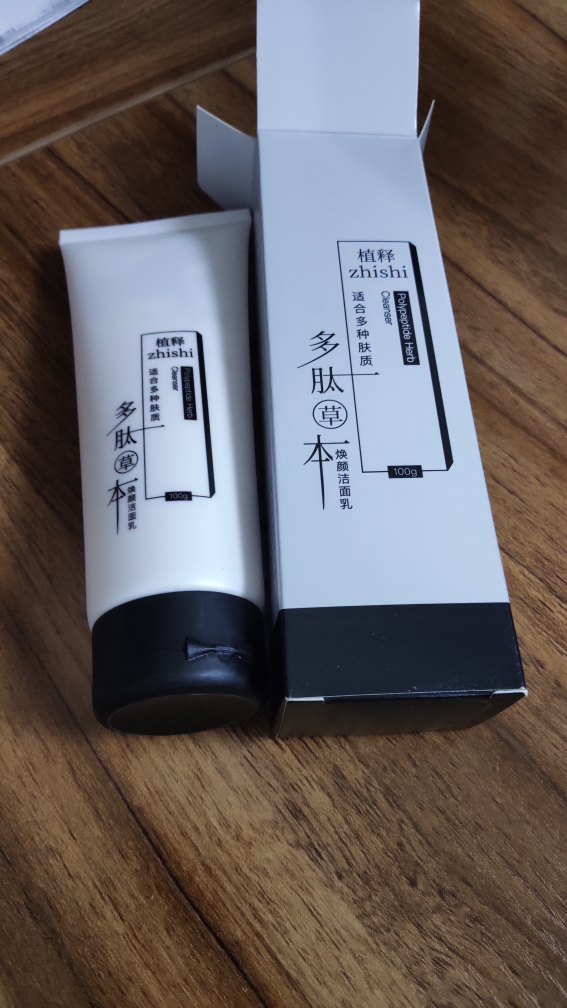 植释
zhishi
适合多种肤质
Polypeptide Herb
Cleanser
多肽草本
焕颜洁面乳
100g
植释
zhishi
适合多种肤质
Polypeptide Herb
Cleanser
多肽草本
焕颜洁面乳
100g